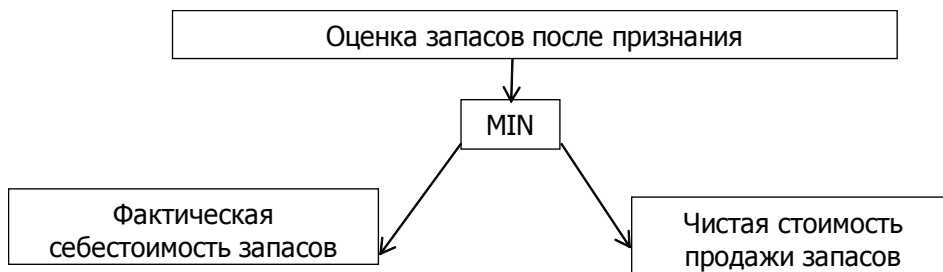 Оценка запасов после признания
MIN
Фактическая
себестоимость запасов
Чистая стоимость
продажи запасов